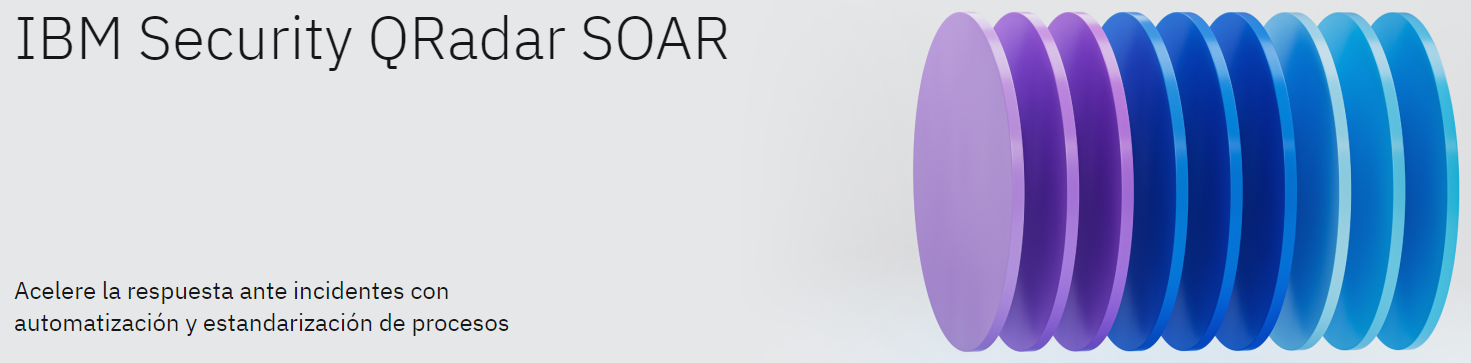 IBM Security QRadar SOAR
Acelere la respuesta ante incidentes con
automatización y estandarización de procesos